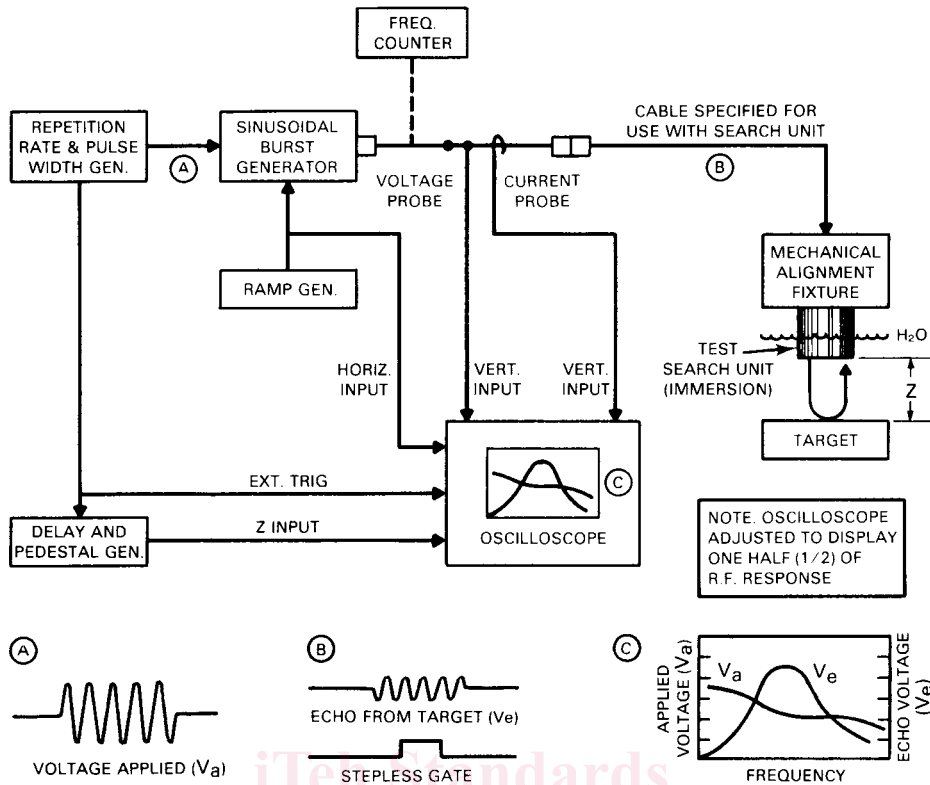 FREQ.
COUNTER
REPETITION
RATE & PULSE
WIDTH GEN.
A
SINUSOIDAL
BURST
GENERATOR
CABLE SPECIFIED FOR
USE WITH SEARCH UNIT
B
VOLTAGE
PROBE
CURRENT
PROBE
RAMP GEN.
MECHANICAL
ALIGNMENT
FIXTURE
H₂O
TEST
SEARCH UNIT
(IMMERSION)
Z
TARGET
HORIZ.
INPUT
VERT.
INPUT
VERT.
INPUT
C
OSCILLOSCOPE
EXT. TRIG
Z INPUT
DELAY AND
PEDESTAL GEN.
NOTE. OSCILLOSCOPE
ADJUSTED TO DISPLAY
ONE HALF (1/2) OF
R.F. RESPONSE
A
VOLTAGE APPLIED (Va)
B
ECHO FROM TARGET (Ve)
STEPLESS GATE
C
APPLIED
VOLTAGE (Va)
Va
Ve
ECHO VOLTAGE
(Ve)
FREQUENCY
iTeh Standards